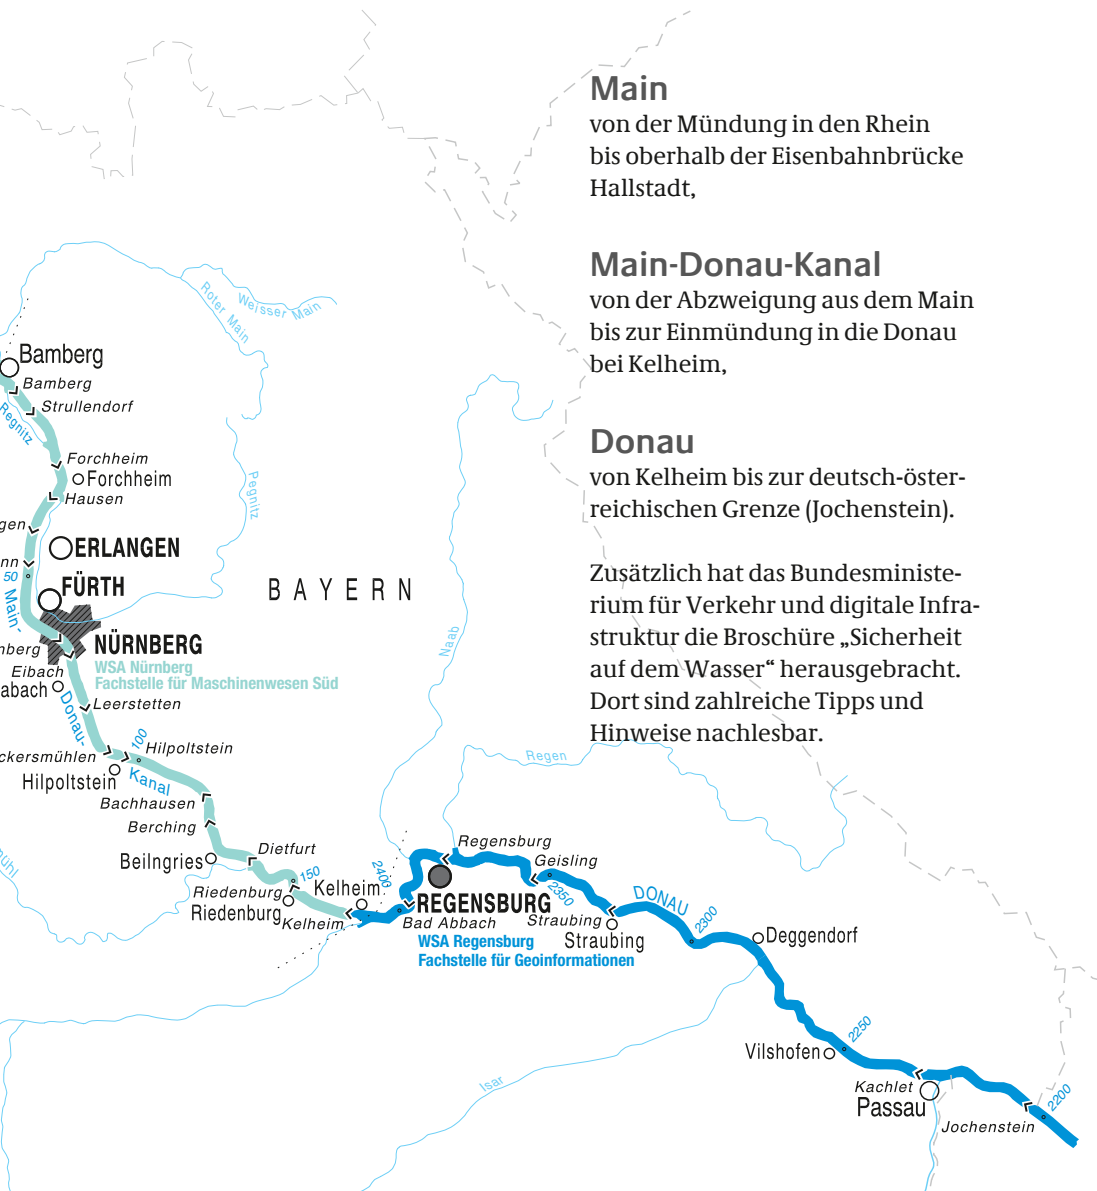 Main
von der Mündung in den Rhein
bis oberhalb der Eisenbahnbrücke
Hallstadt,
Main-Donau-Kanal
von der Abzweigung aus dem Main
bis zur Einmündung in die Donau
bei Kelheim,
Donau
von Kelheim bis zur deutsch-öster-
reichischen Grenze (Jochenstein).
Zusätzlich hat das Bundesministe-
rium für Verkehr und digitale Infra-
struktur die Broschüre „Sicherheit
auf dem Wasser“ herausgebracht.
Dort sind zahlreiche Tipps und
Hinweise nachlesbar.
Roter Main
Weisser Main
Bamberg
Bamberg
Strullendorf
Regnitz
Forchheim
Forchheim
Hausen
Pegnitz
gen
ERLANGEN
nn
50
FÜRTH
BAYERN
Main-
NÜRNBERG
nberg
WSA Nürnberg
Fachstelle für Maschinenwesen Süd
Eibach
abach
Naab
Leerstetten
Donau-
100
Hilpoltstein
ckersmühlen
Hilpoltstein
Kanal
Regen
Bachhausen
Berching
Beilngries
Dietfurt
mühl
150
Riedenburg
Riedenburg
Kelheim
Kelheim
2400
Regensburg
Geisling
2350
REGENSBURG
Bad Abbach
WSA Regensburg
Fachstelle für Geoinformationen
Straubing
Straubing
DONAU
2300
Deggendorf
Vilshofen
2250
Isar
Kachlet
Passau
2200
Jochenstein